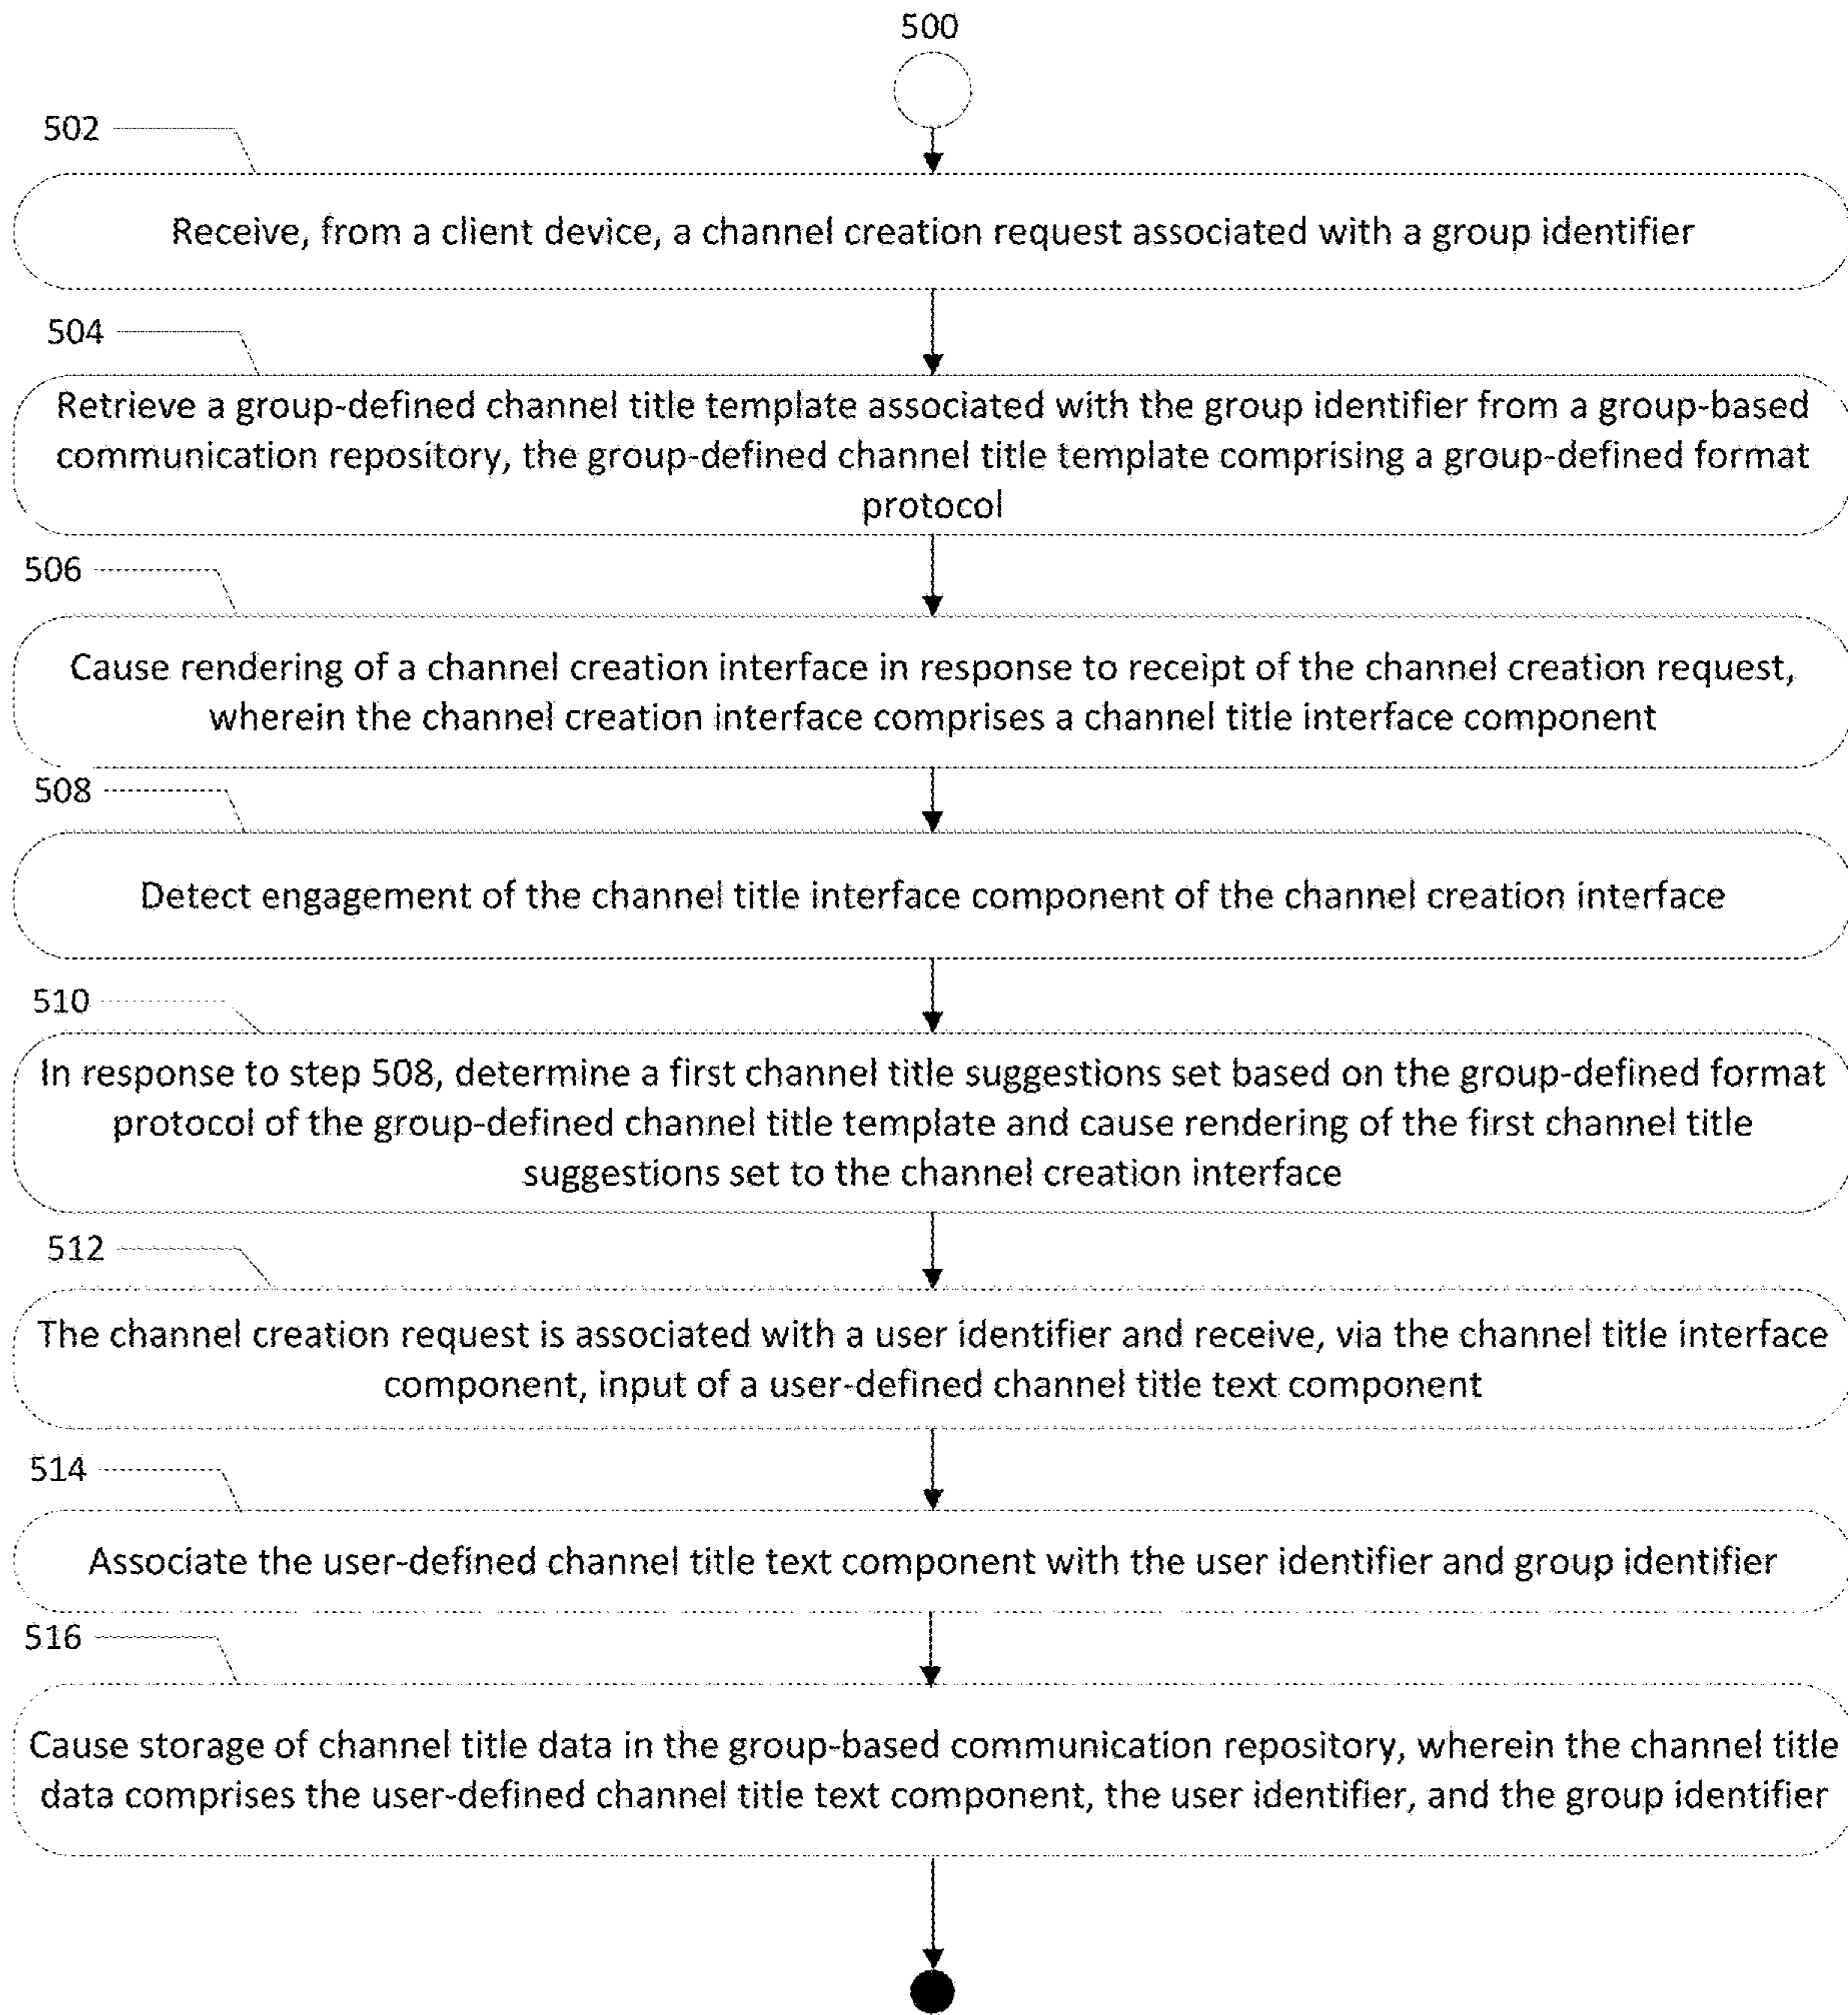 500
502
Receive, from a client device, a channel creation request associated with a group identifier
504
Retrieve a group-defined channel title template associated with the group identifier from a group-based
communication repository, the group-defined channel title template comprising a group-defined format
protocol
506
Cause rendering of a channel creation interface in response to receipt of the channel creation request,
wherein the channel creation interface comprises a channel title interface component
508
Detect engagement of the channel title interface component of the channel creation interface
510
In response to step 508, determine a first channel title suggestions set based on the group-defined format
protocol of the group-defined channel title template and cause rendering of the first channel title
suggestions set to the channel creation interface
512
The channel creation request is associated with a user identifier and receive, via the channel title interface
component, input of a user-defined channel title text component
514
Associate the user-defined channel title text component with the user identifier and group identifier
516
Cause storage of channel title data in the group-based communication repository, wherein the channel title
data comprises the user-defined channel title text component, the user identifier, and the group identifier